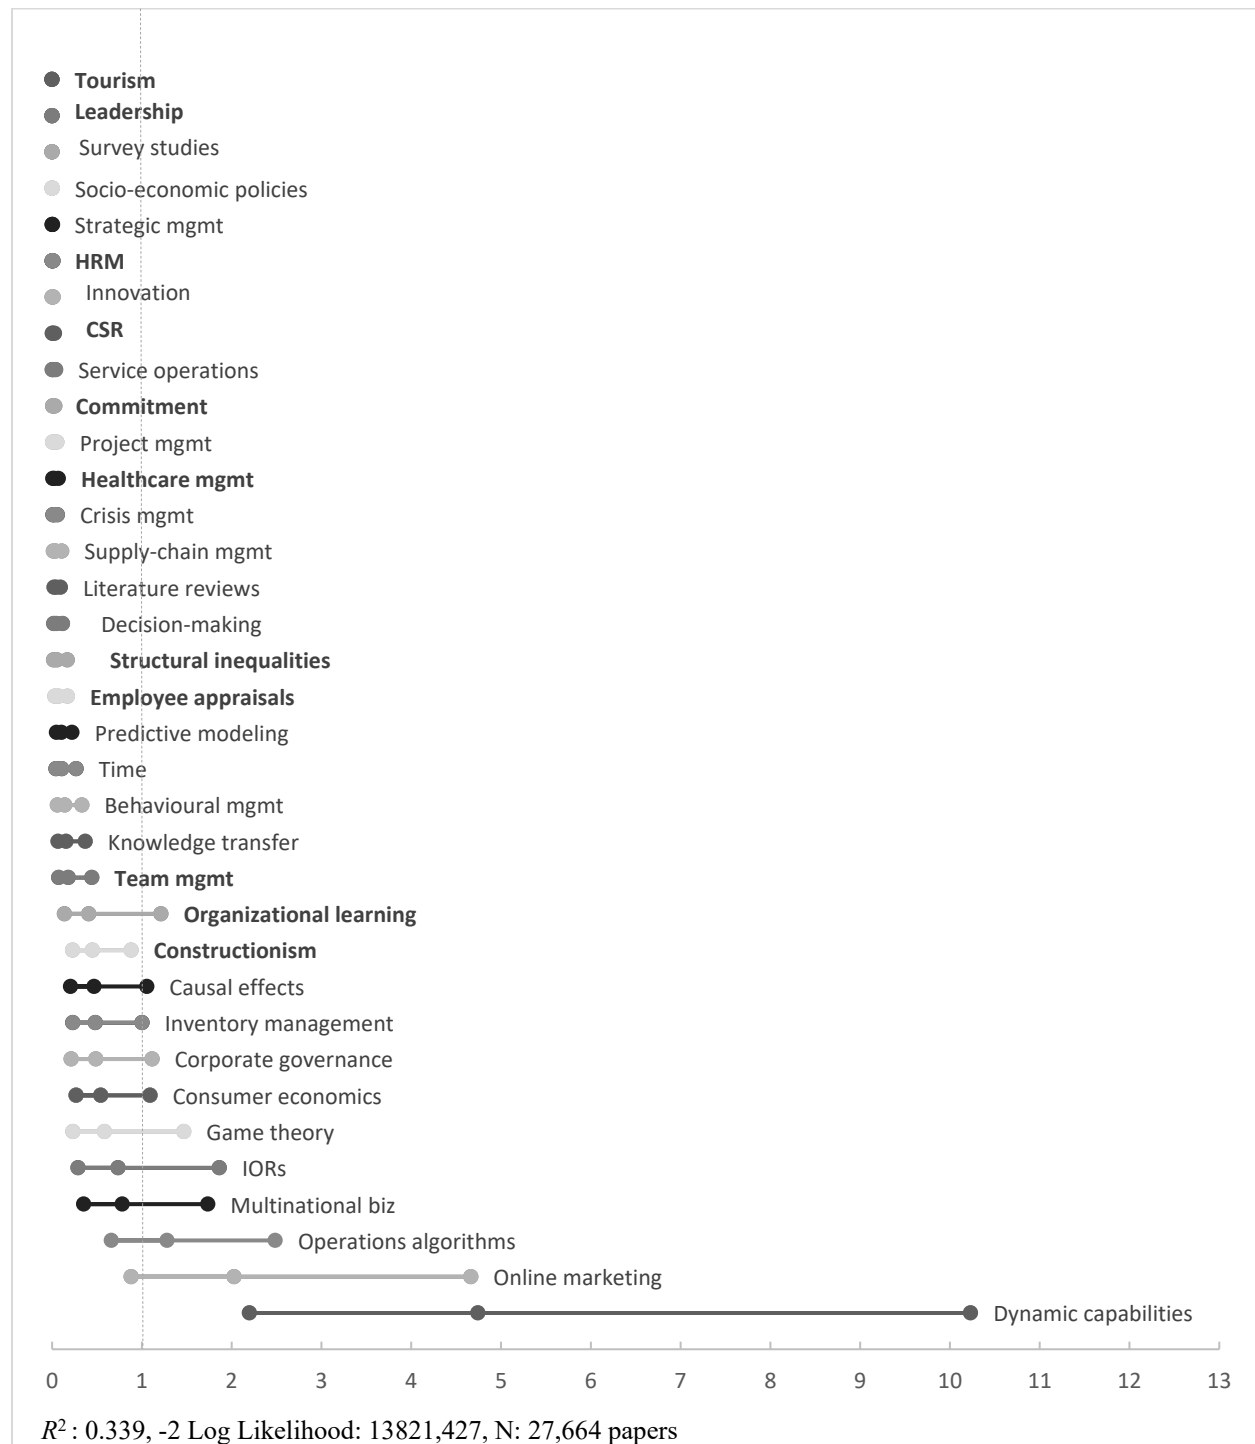 Tourism
Leadership
Survey studies
Socio-economic policies
Strategic mgmt
HRM
Innovation
CSR
Service operations
Commitment
Project mgmt
Healthcare mgmt
Crisis mgmt
Supply-chain mgmt
Literature reviews
Decision-making
Structural inequalities
Employee appraisals
Predictive modeling
Time
Behavioural mgmt
Knowledge transfer
Team mgmt
Organizational learning
Constructionism
Causal effects
Inventory management
Corporate governance
Consumer economics
Game theory
IORs
Multinational biz
Operations algorithms
Online marketing
Dynamic capabilities
0 1 2 3 4 5 6 7 8 9 10 11 12 13
R² : 0.339, -2 Log Likelihood: 13821,427, N: 27,664 papers